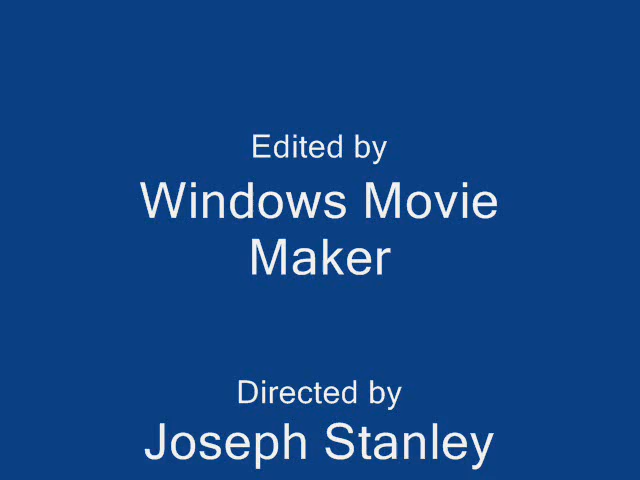 Edited by
Windows Movie
Maker
Directed by
Joseph Stanley